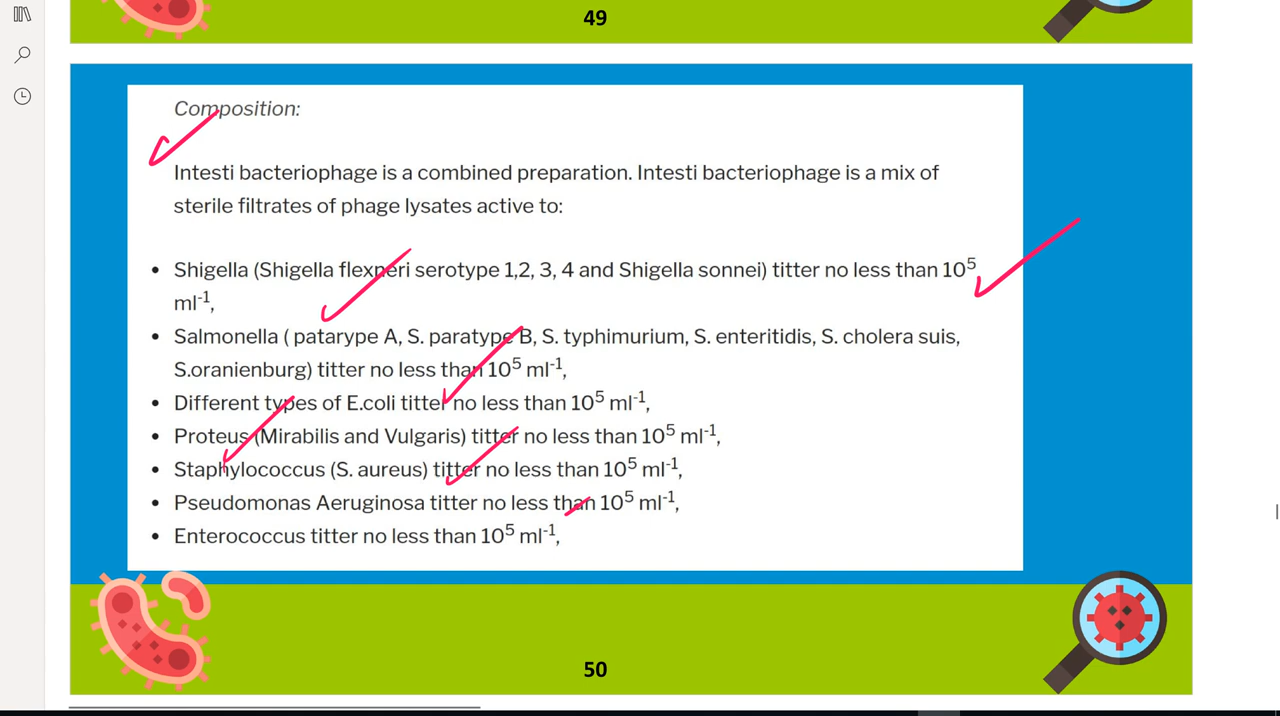 49
Composition:
Intesti bacteriophage is a combined preparation. Intesti bacteriophage is a mix of
sterile filtrates of phage lysates active to:
• Shigella (Shigella flexneri serotype 1,2, 3, 4 and Shigella sonnei) titter no less than 10⁵
ml⁻¹,
• Salmonella ( patarype A, S. paratype B, S. typhimurium, S. enteritidis, S. cholera suis,
S.oranienburg) titter no less than 10⁵ ml⁻¹,
• Different types of E.coli titter no less than 10⁵ ml⁻¹,
• Proteus (Mirabilis and Vulgaris) titter no less than 10⁵ ml⁻¹,
• Staphylococcus (S. aureus) titter no less than 10⁵ ml⁻¹,
• Pseudomonas Aeruginosa titter no less than 10⁵ ml⁻¹,
• Enterococcus titter no less than 10⁵ ml⁻¹,
50